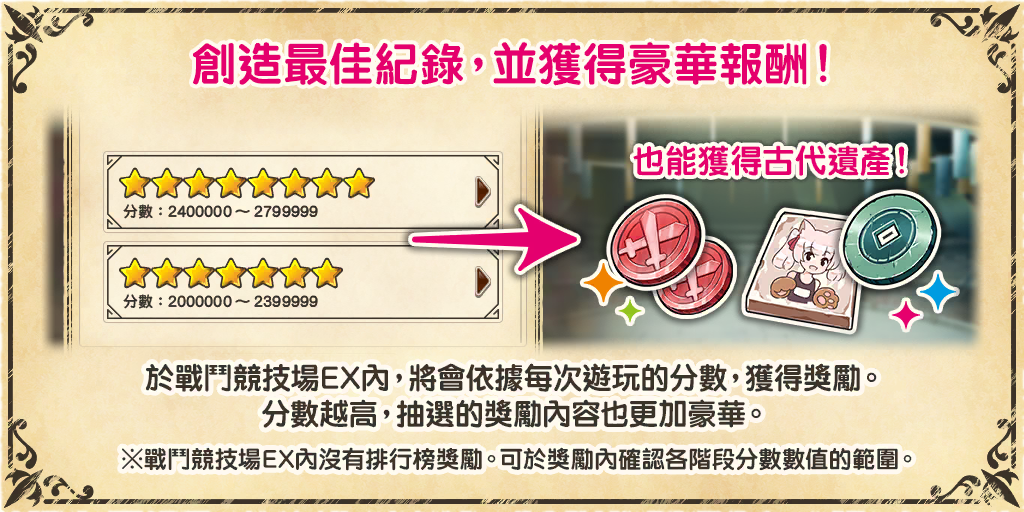 創造最佳紀錄，並獲得豪華報酬！
也能獲得古代遺產！
分數：2400000～2799999
分數：2000000～2399999
於戰鬥競技場EX內，將會依據每次遊玩的分數，獲得獎勵。
分數越高，抽選的獎勵內容也更加豪華。
※戰鬥競技場EX內沒有排行榜獎勵。可於獎勵內確認各階段分數數值的範圍。